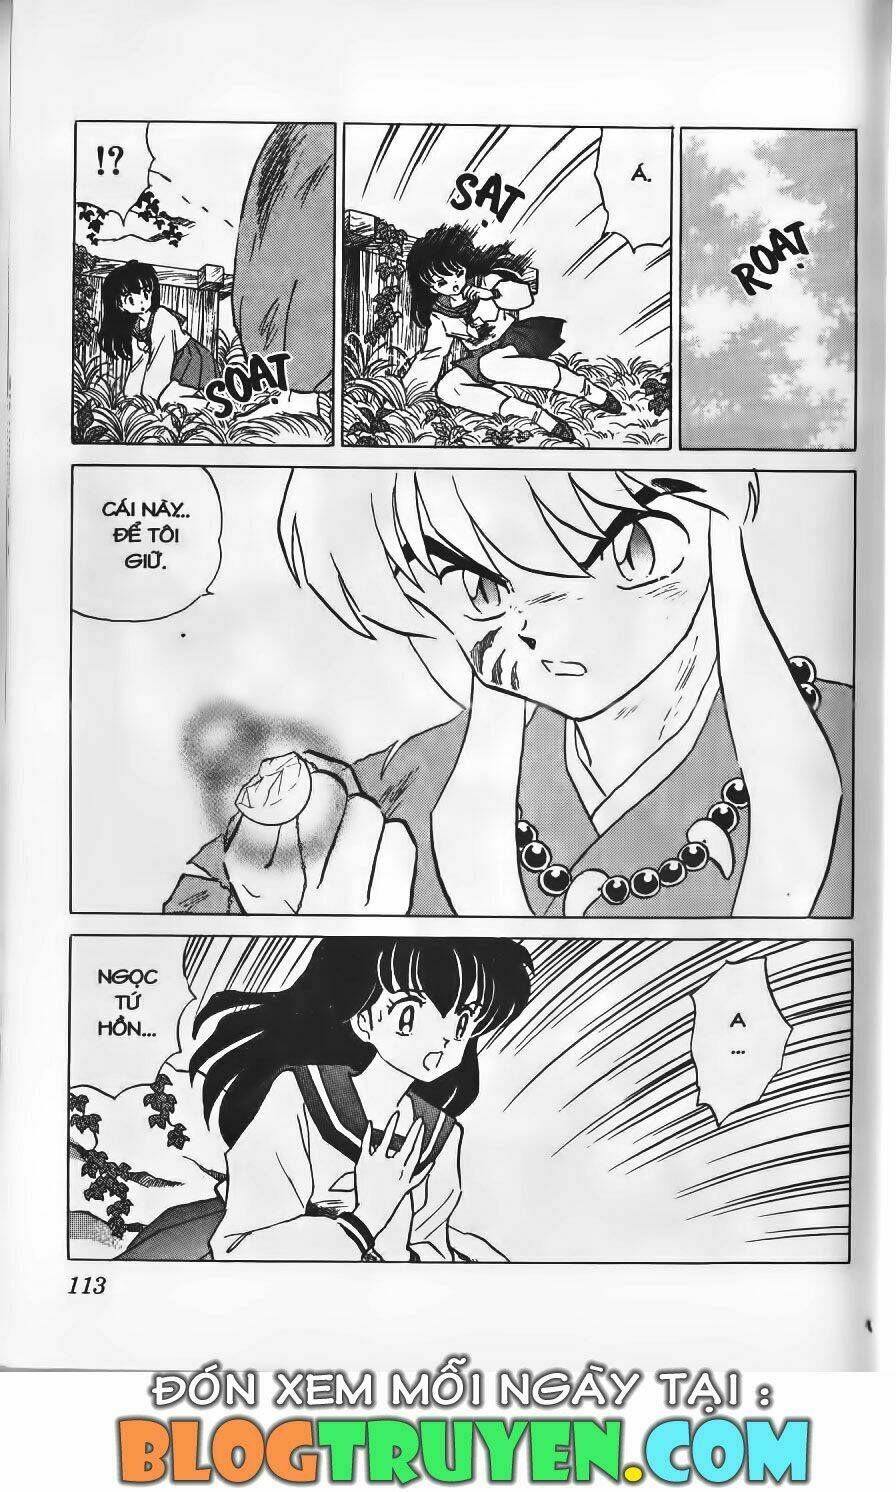 ROẠT
Á.
SẠT
!?
SOẠT
CÁI NÀY...
ĐỂ TÔI
GIỮ.
A
...
NGỌC
TỨ
HỒN...
113
ĐÓN XEM MỖI NGÀY TẠI :
BLOGTRUYEN.COM